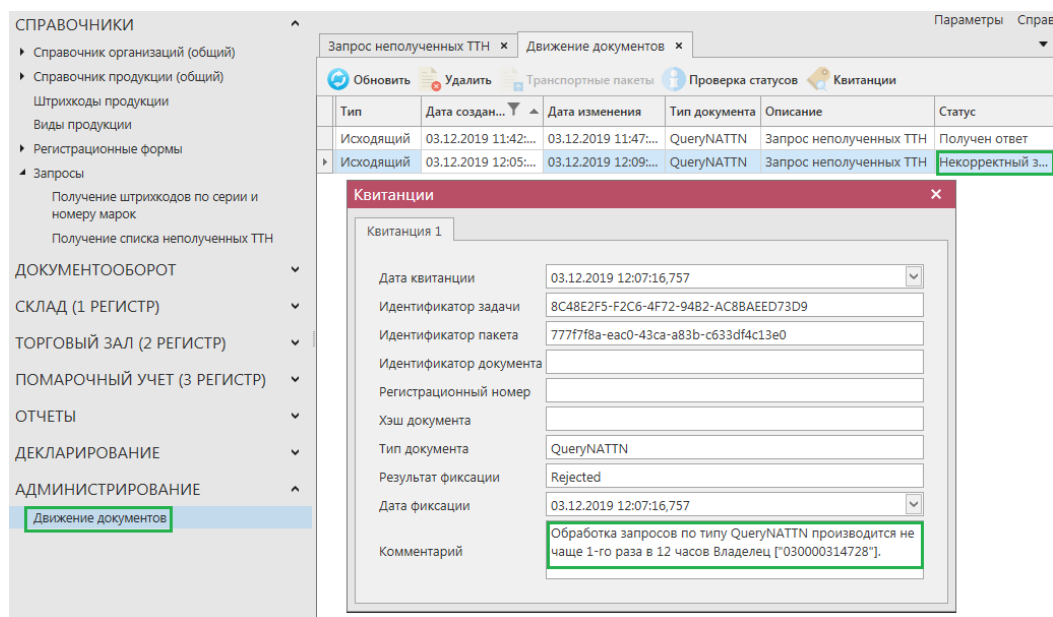 Параметры Справ
СПРАВОЧНИКИ
Справочник организаций (общий)
Справочник продукции (общий)
Штрихкоды продукции
Виды продукции
Регистрационные формы
Запросы
Получение штрихкодов по серии и
номеру марок
Получение списка неполученных ТТН
ДОКУМЕНТООБОРОТ
СКЛАД (1 РЕГИСТР)
ТОРГОВЫЙ ЗАЛ (2 РЕГИСТР)
ПОМАРОЧНЫЙ УЧЕТ (3 РЕГИСТР)
ОТЧЕТЫ
ДЕКЛАРИРОВАНИЕ
АДМИНИСТРИРОВАНИЕ
Движение документов
Запрос неполученных ТТН × Движение документов ×
Обновить Удалить Транспортные пакеты Проверка статусов Квитанции
Тип Дата создан... Дата изменения Тип документа Описание Статус
Исходящий 03.12.2019 11:42:... 03.12.2019 11:47:... QueryNATTN Запрос неполученных ТТН Получен ответ
Исходящий 03.12.2019 12:05:... 03.12.2019 12:09:... QueryNATTN Запрос неполученных ТТН Некорректный з...
Квитанции
Квитанция 1
Дата квитанции 03.12.2019 12:07:16,757
Идентификатор задачи 8C48E2F5-F2C6-4F72-94B2-AC8BAEED73D9
Идентификатор пакета 777f7f8a-eac0-43ca-a83b-c633df4c13e0
Идентификатор документа
Регистрационный номер
Хэш документа
Тип документа QueryNATTN
Результат фиксации Rejected
Дата фиксации 03.12.2019 12:07:16,757
Комментарий
Обработка запросов по типу QueryNATTN производится не
чаще 1-го раза в 12 часов Владелец ["030000314728"].